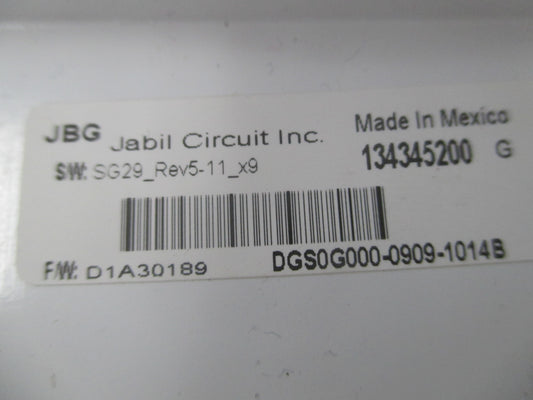 JBG Jabil Circuit Inc. Made In Mexico
SW: SG29_Rev5-11_x9 134345200 G
F/W: D1A30189 DGS0G000-0909-1014B